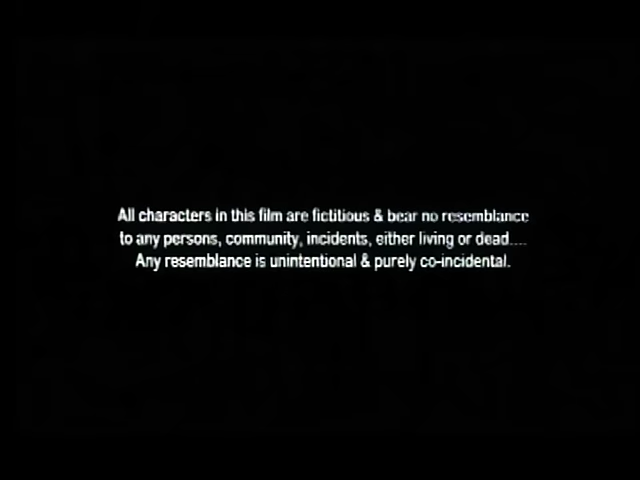 All characters in this film are fictitious & bear no resemblance
to any persons, community, incidents, either living or dead....
Any resemblance is unintentional & purely co-incidental.